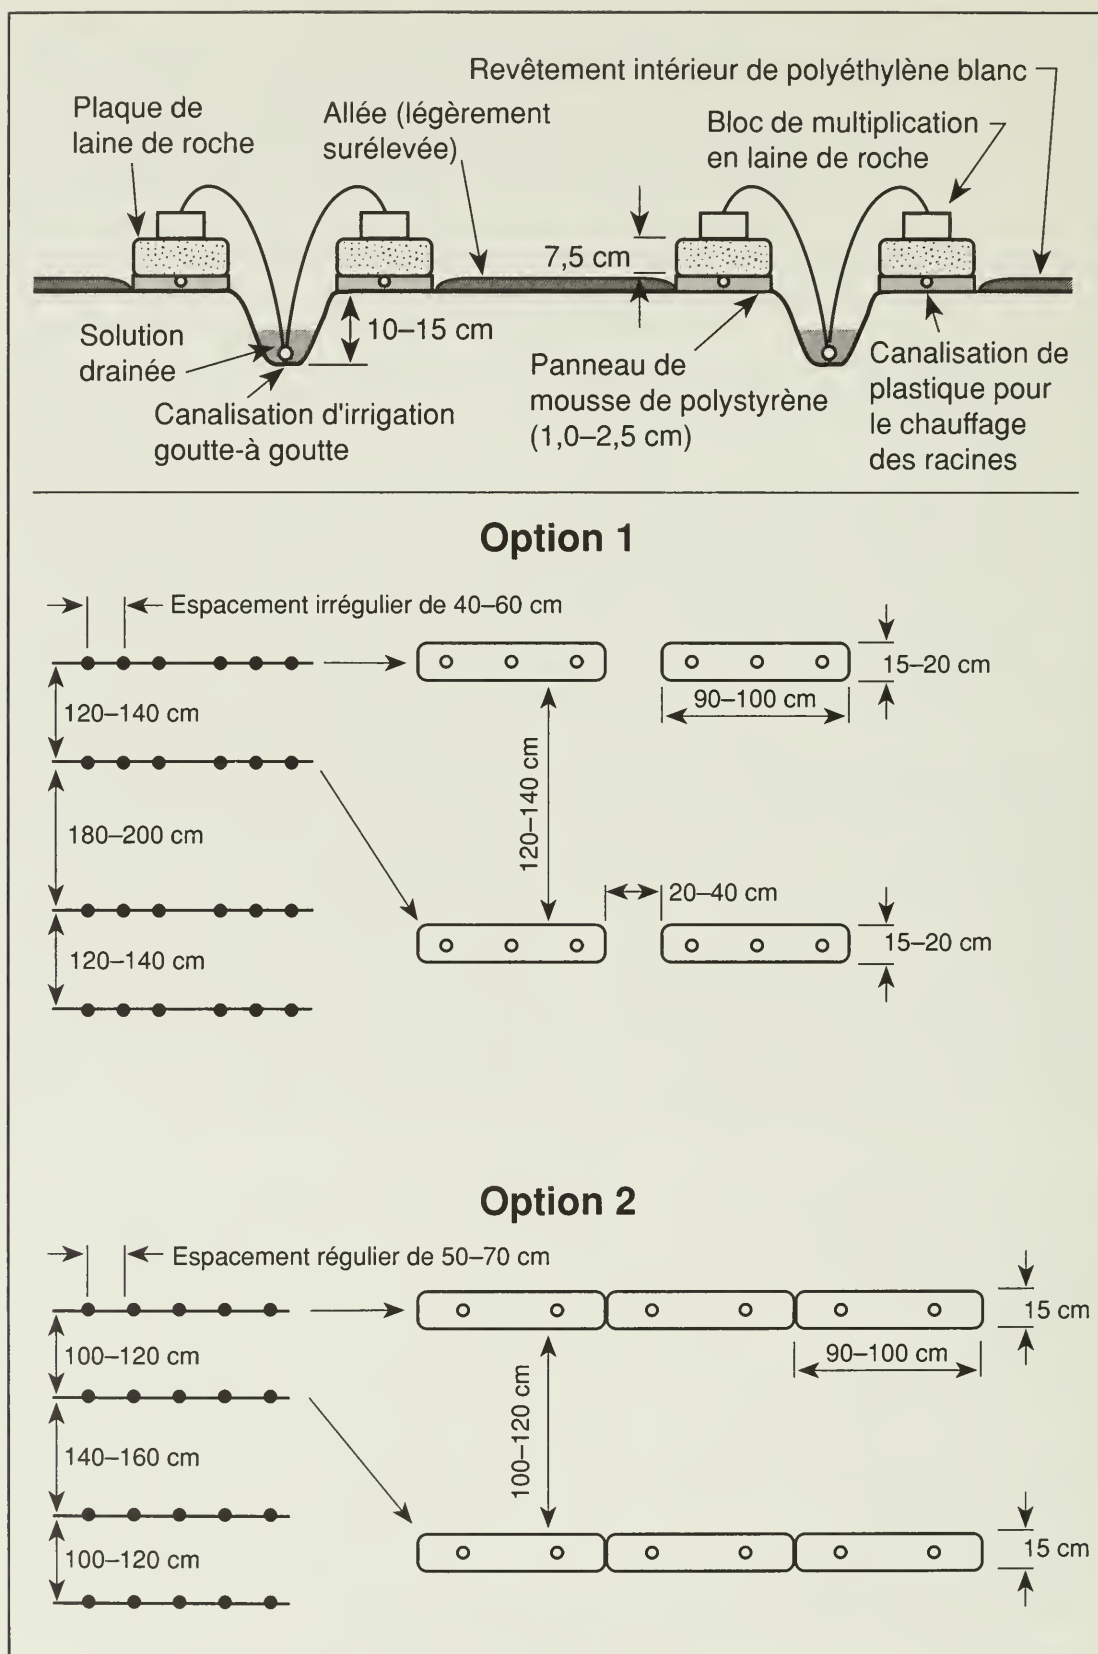 Revêtement intérieur de polyéthylène blanc
Plaque de
laine de roche
Allée (légèrement
surélevée)
Bloc de multiplication
en laine de roche
7,5 cm
10–15 cm
Solution
drainée
Canalisation d'irrigation
goutte-à goutte
Panneau de
mousse de polystyrène
(1,0–2,5 cm)
Canalisation de
plastique pour
le chauffage
des racines
Option 1
Espacement irrégulier de 40–60 cm
15–20 cm
90–100 cm
120–140 cm
120–140 cm
180–200 cm
20–40 cm
15–20 cm
120–140 cm
Option 2
Espacement régulier de 50–70 cm
15 cm
100–120 cm
90–100 cm
100–120 cm
140–160 cm
15 cm
100–120 cm